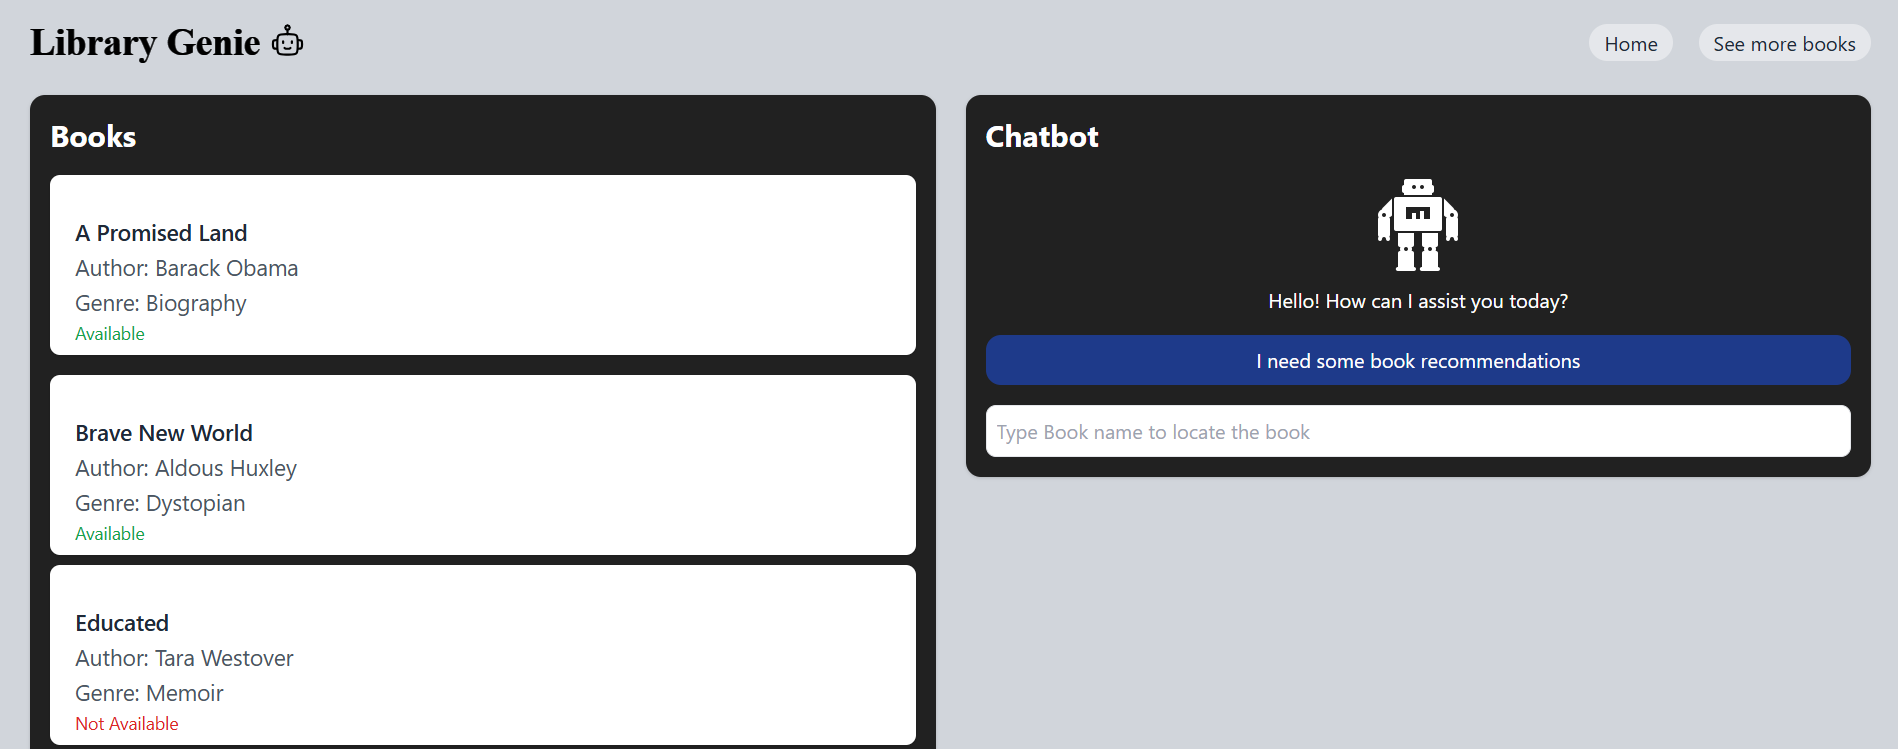 Library Genie
Home
See more books
Books
A Promised Land
Author: Barack Obama
Genre: Biography
Available
Brave New World
Author: Aldous Huxley
Genre: Dystopian
Available
Educated
Author: Tara Westover
Genre: Memoir
Not Available
Chatbot
Hello! How can I assist you today?
I need some book recommendations
Type Book name to locate the book